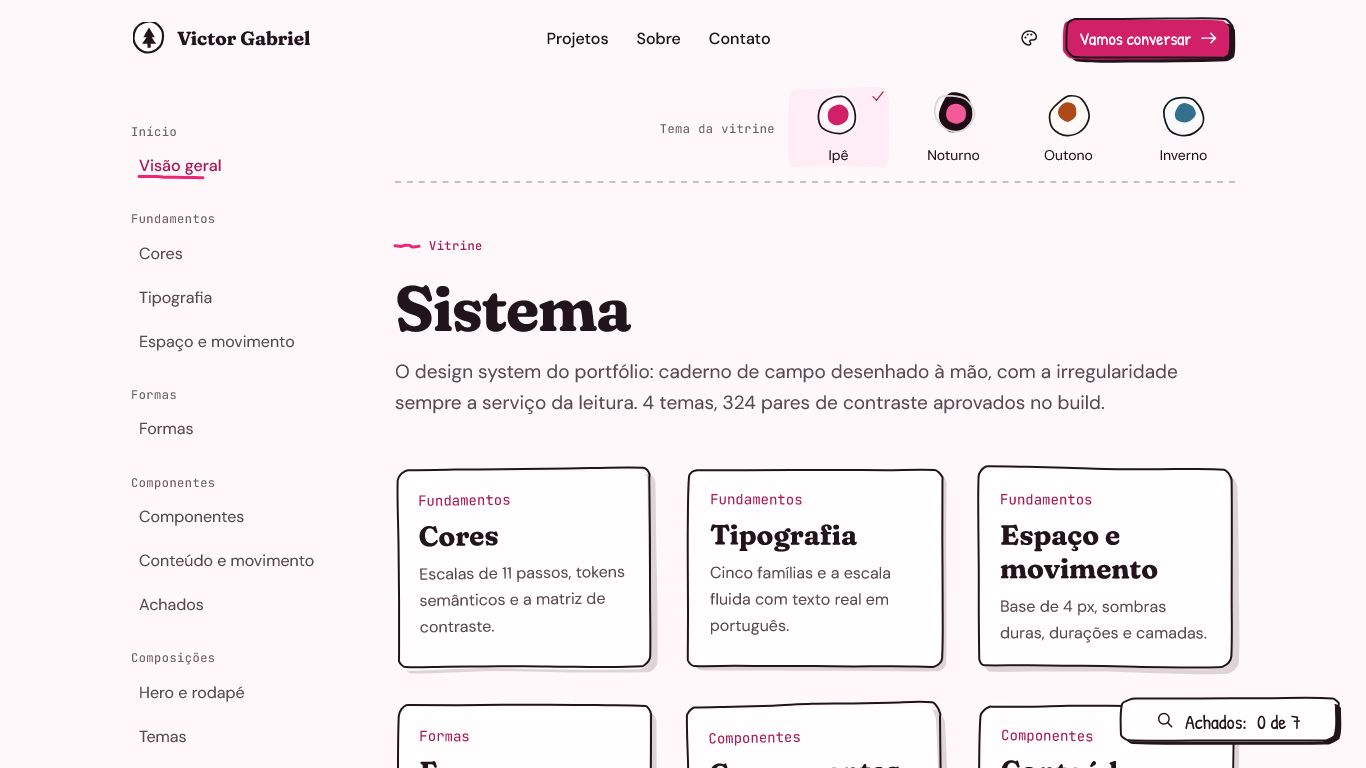 Victor Gabriel
Projetos
Sobre
Contato
Vamos conversar
Tema da vitrine
Ipê
Noturno
Outono
Inverno
Início
Visão geral
Fundamentos
Cores
Tipografia
Espaço e movimento
Formas
Formas
Componentes
Componentes
Conteúdo e movimento
Achados
Composições
Hero e rodapé
Temas
Vitrine
Sistema
O design system do portfólio: caderno de campo desenhado à mão, com a irregularidade
sempre a serviço da leitura. 4 temas, 324 pares de contraste aprovados no build.
Fundamentos
Cores
Escalas de 11 passos, tokens
semânticos e a matriz de
contraste.
Fundamentos
Tipografia
Cinco famílias e a escala
fluida com texto real em
português.
Fundamentos
Espaço e
movimento
Base de 4 px, sombras
duras, durações e camadas.
Formas
Componentes
Componentes
Achados: 0 de 7